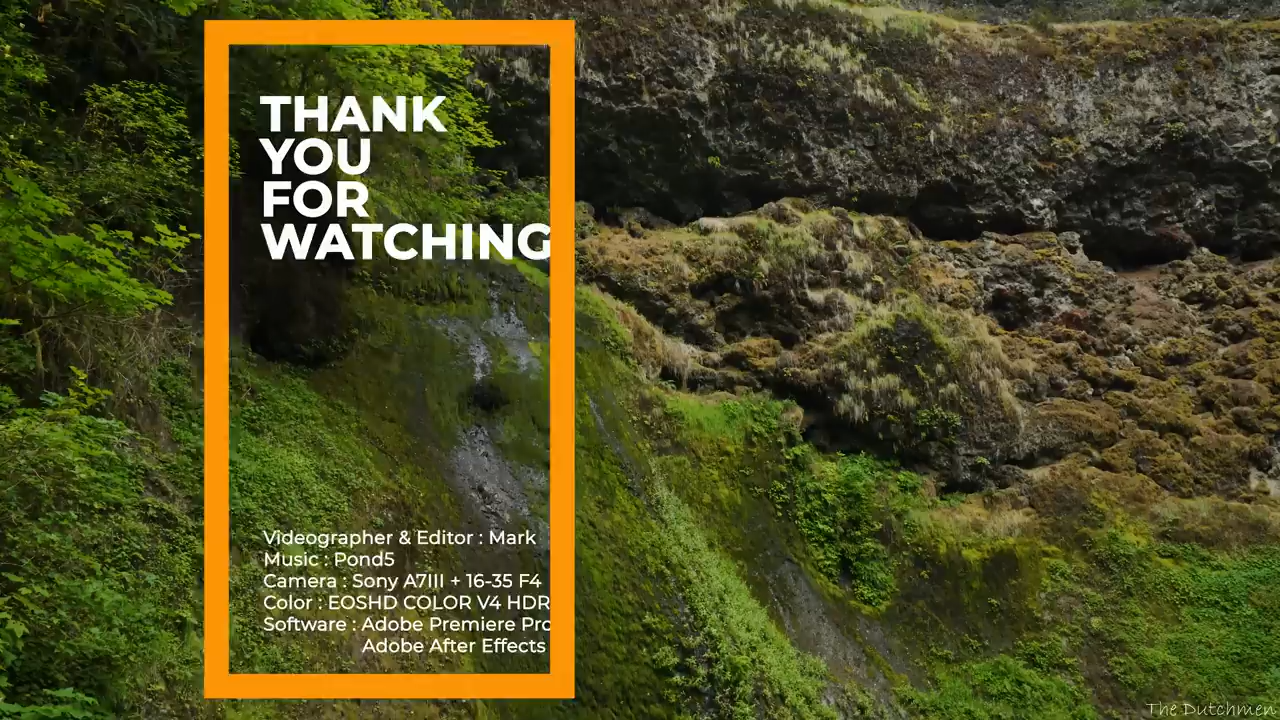 THANK
YOU
FOR
WATCHING
Videographer & Editor : Mark
Music : Pond5
Camera : Sony A7III + 16-35 F4
Color : EOSHD COLOR V4 HDR
Software : Adobe Premiere Pro
Adobe After Effects
The Dutchmen